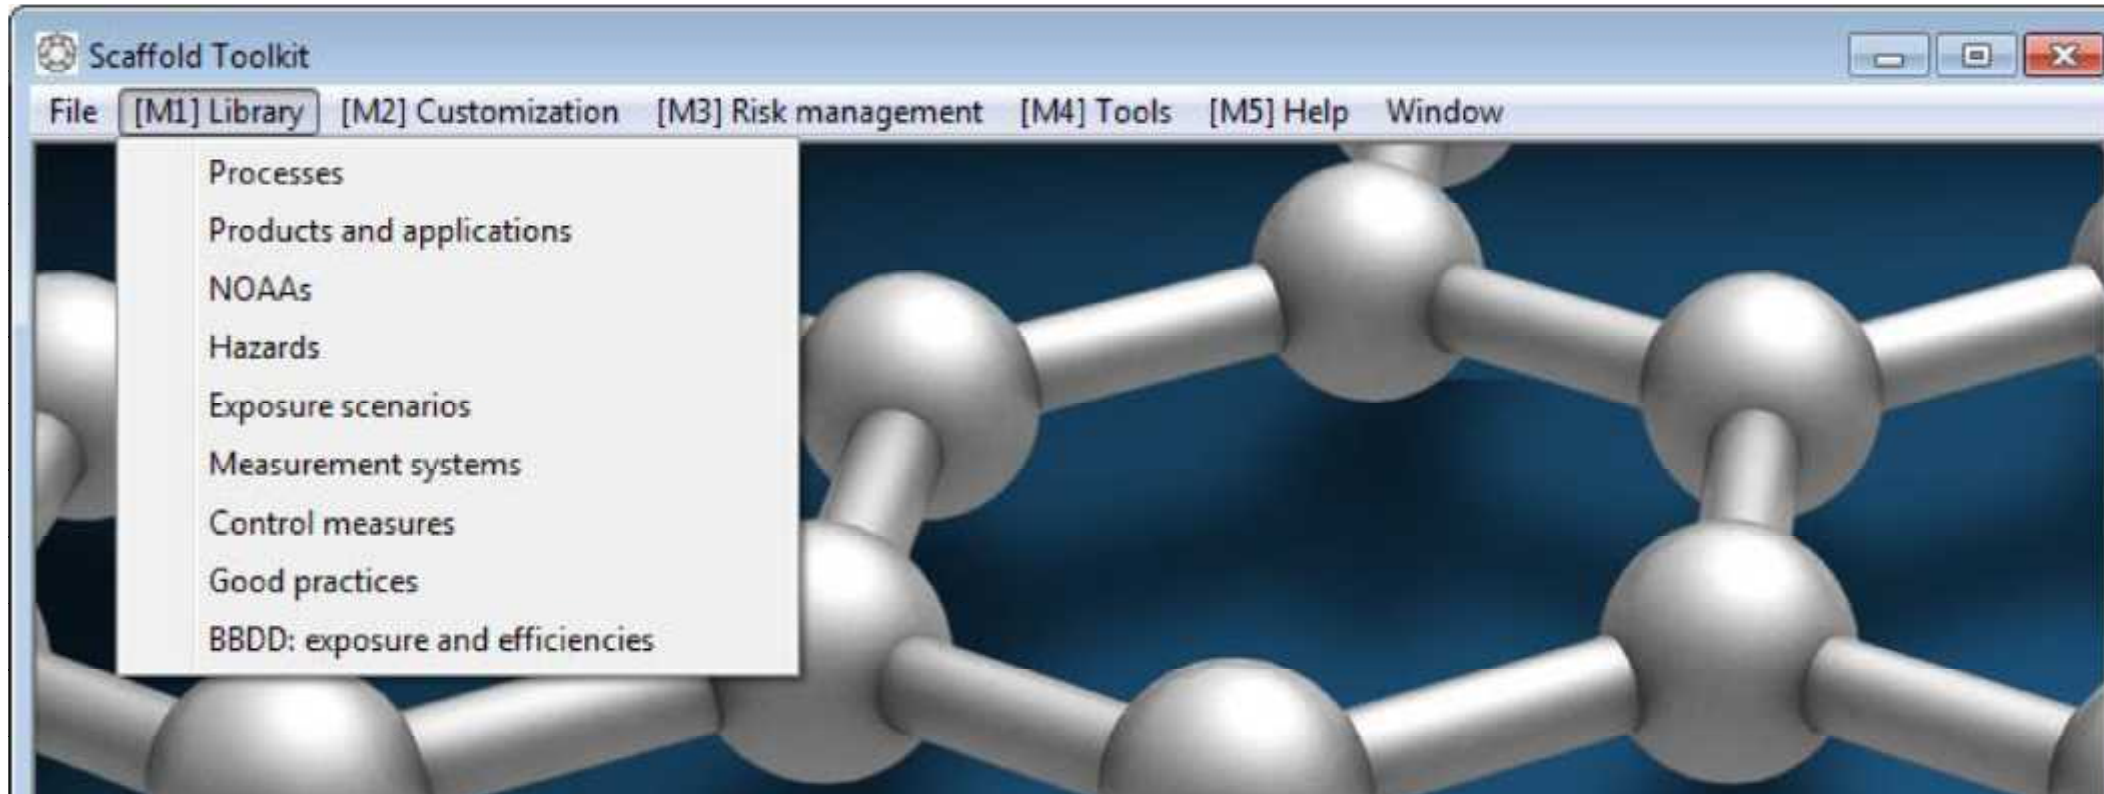 Scaffold Toolkit
File [M1] Library [M2] Customization [M3] Risk management [M4] Tools [M5] Help Window
Processes
Products and applications
NOAAs
Hazards
Exposure scenarios
Measurement systems
Control measures
Good practices
BBDD: exposure and efficiencies